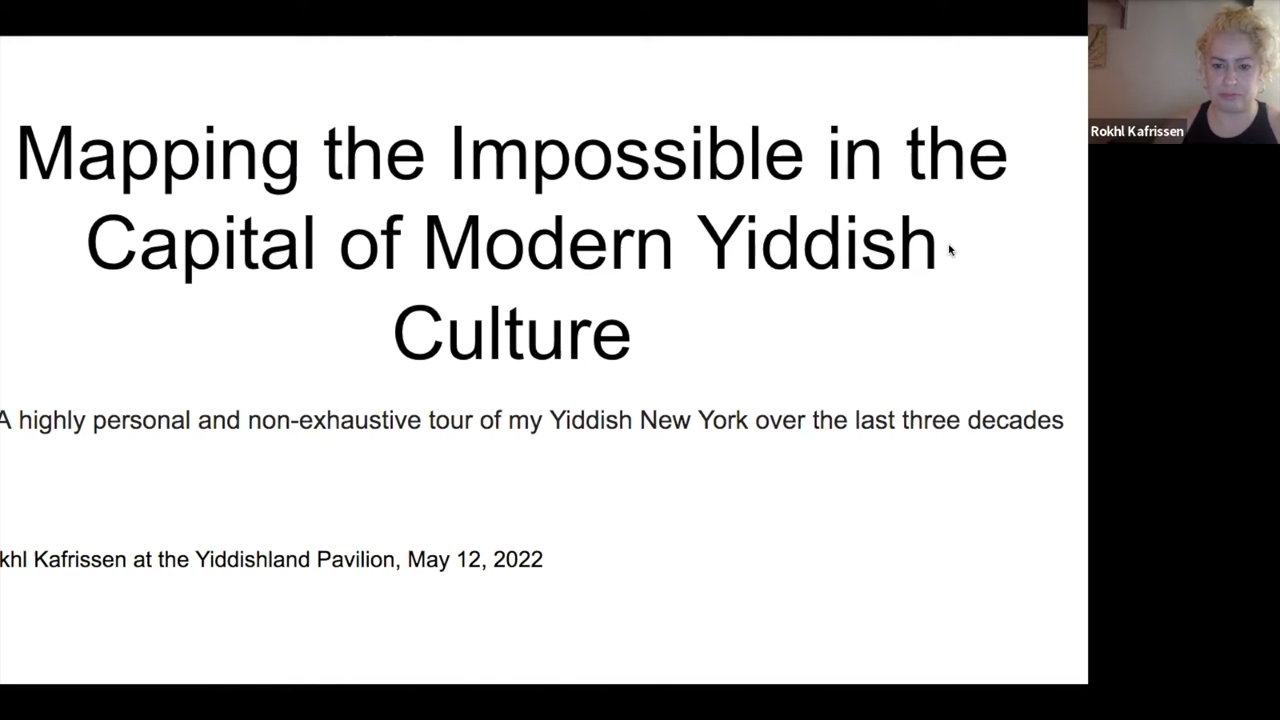 Mapping the Impossible in the
Capital of Modern Yiddish
Culture
A highly personal and non-exhaustive tour of my Yiddish New York over the last three decades
khl Kafrissen at the Yiddishland Pavilion, May 12, 2022
Rokhl Kafrissen